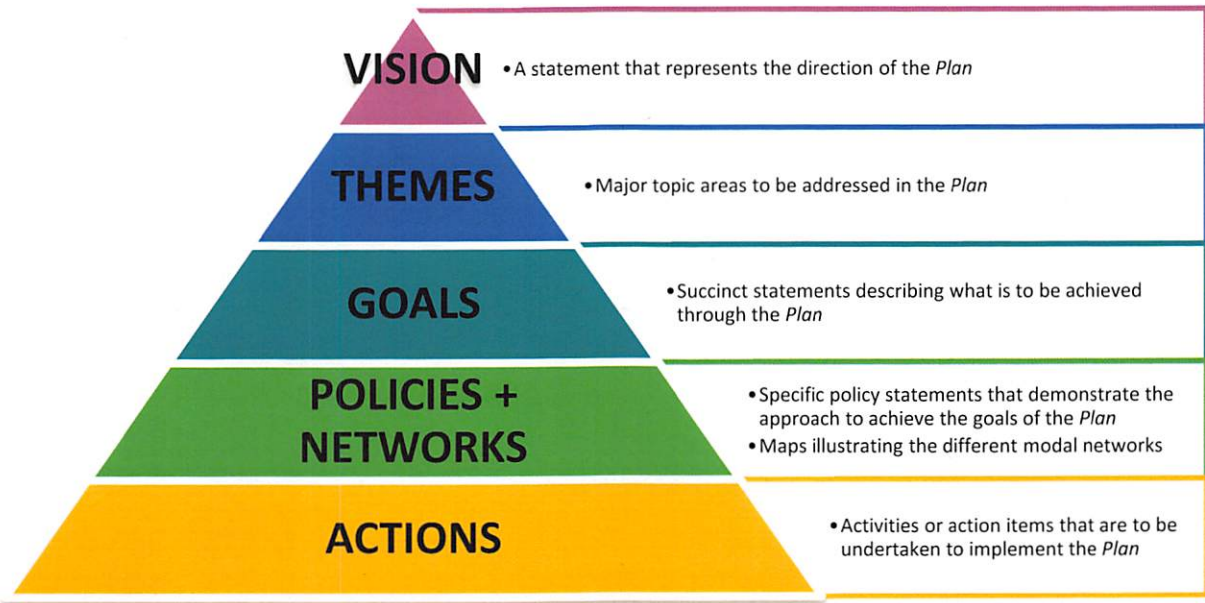 VISION
• A statement that represents the direction of the Plan
THEMES
• Major topic areas to be addressed in the Plan
GOALS
• Succinct statements describing what is to be achieved
through the Plan
POLICIES +
NETWORKS
• Specific policy statements that demonstrate the
approach to achieve the goals of the Plan
• Maps illustrating the different modal networks
ACTIONS
• Activities or action items that are to be
undertaken to implement the Plan